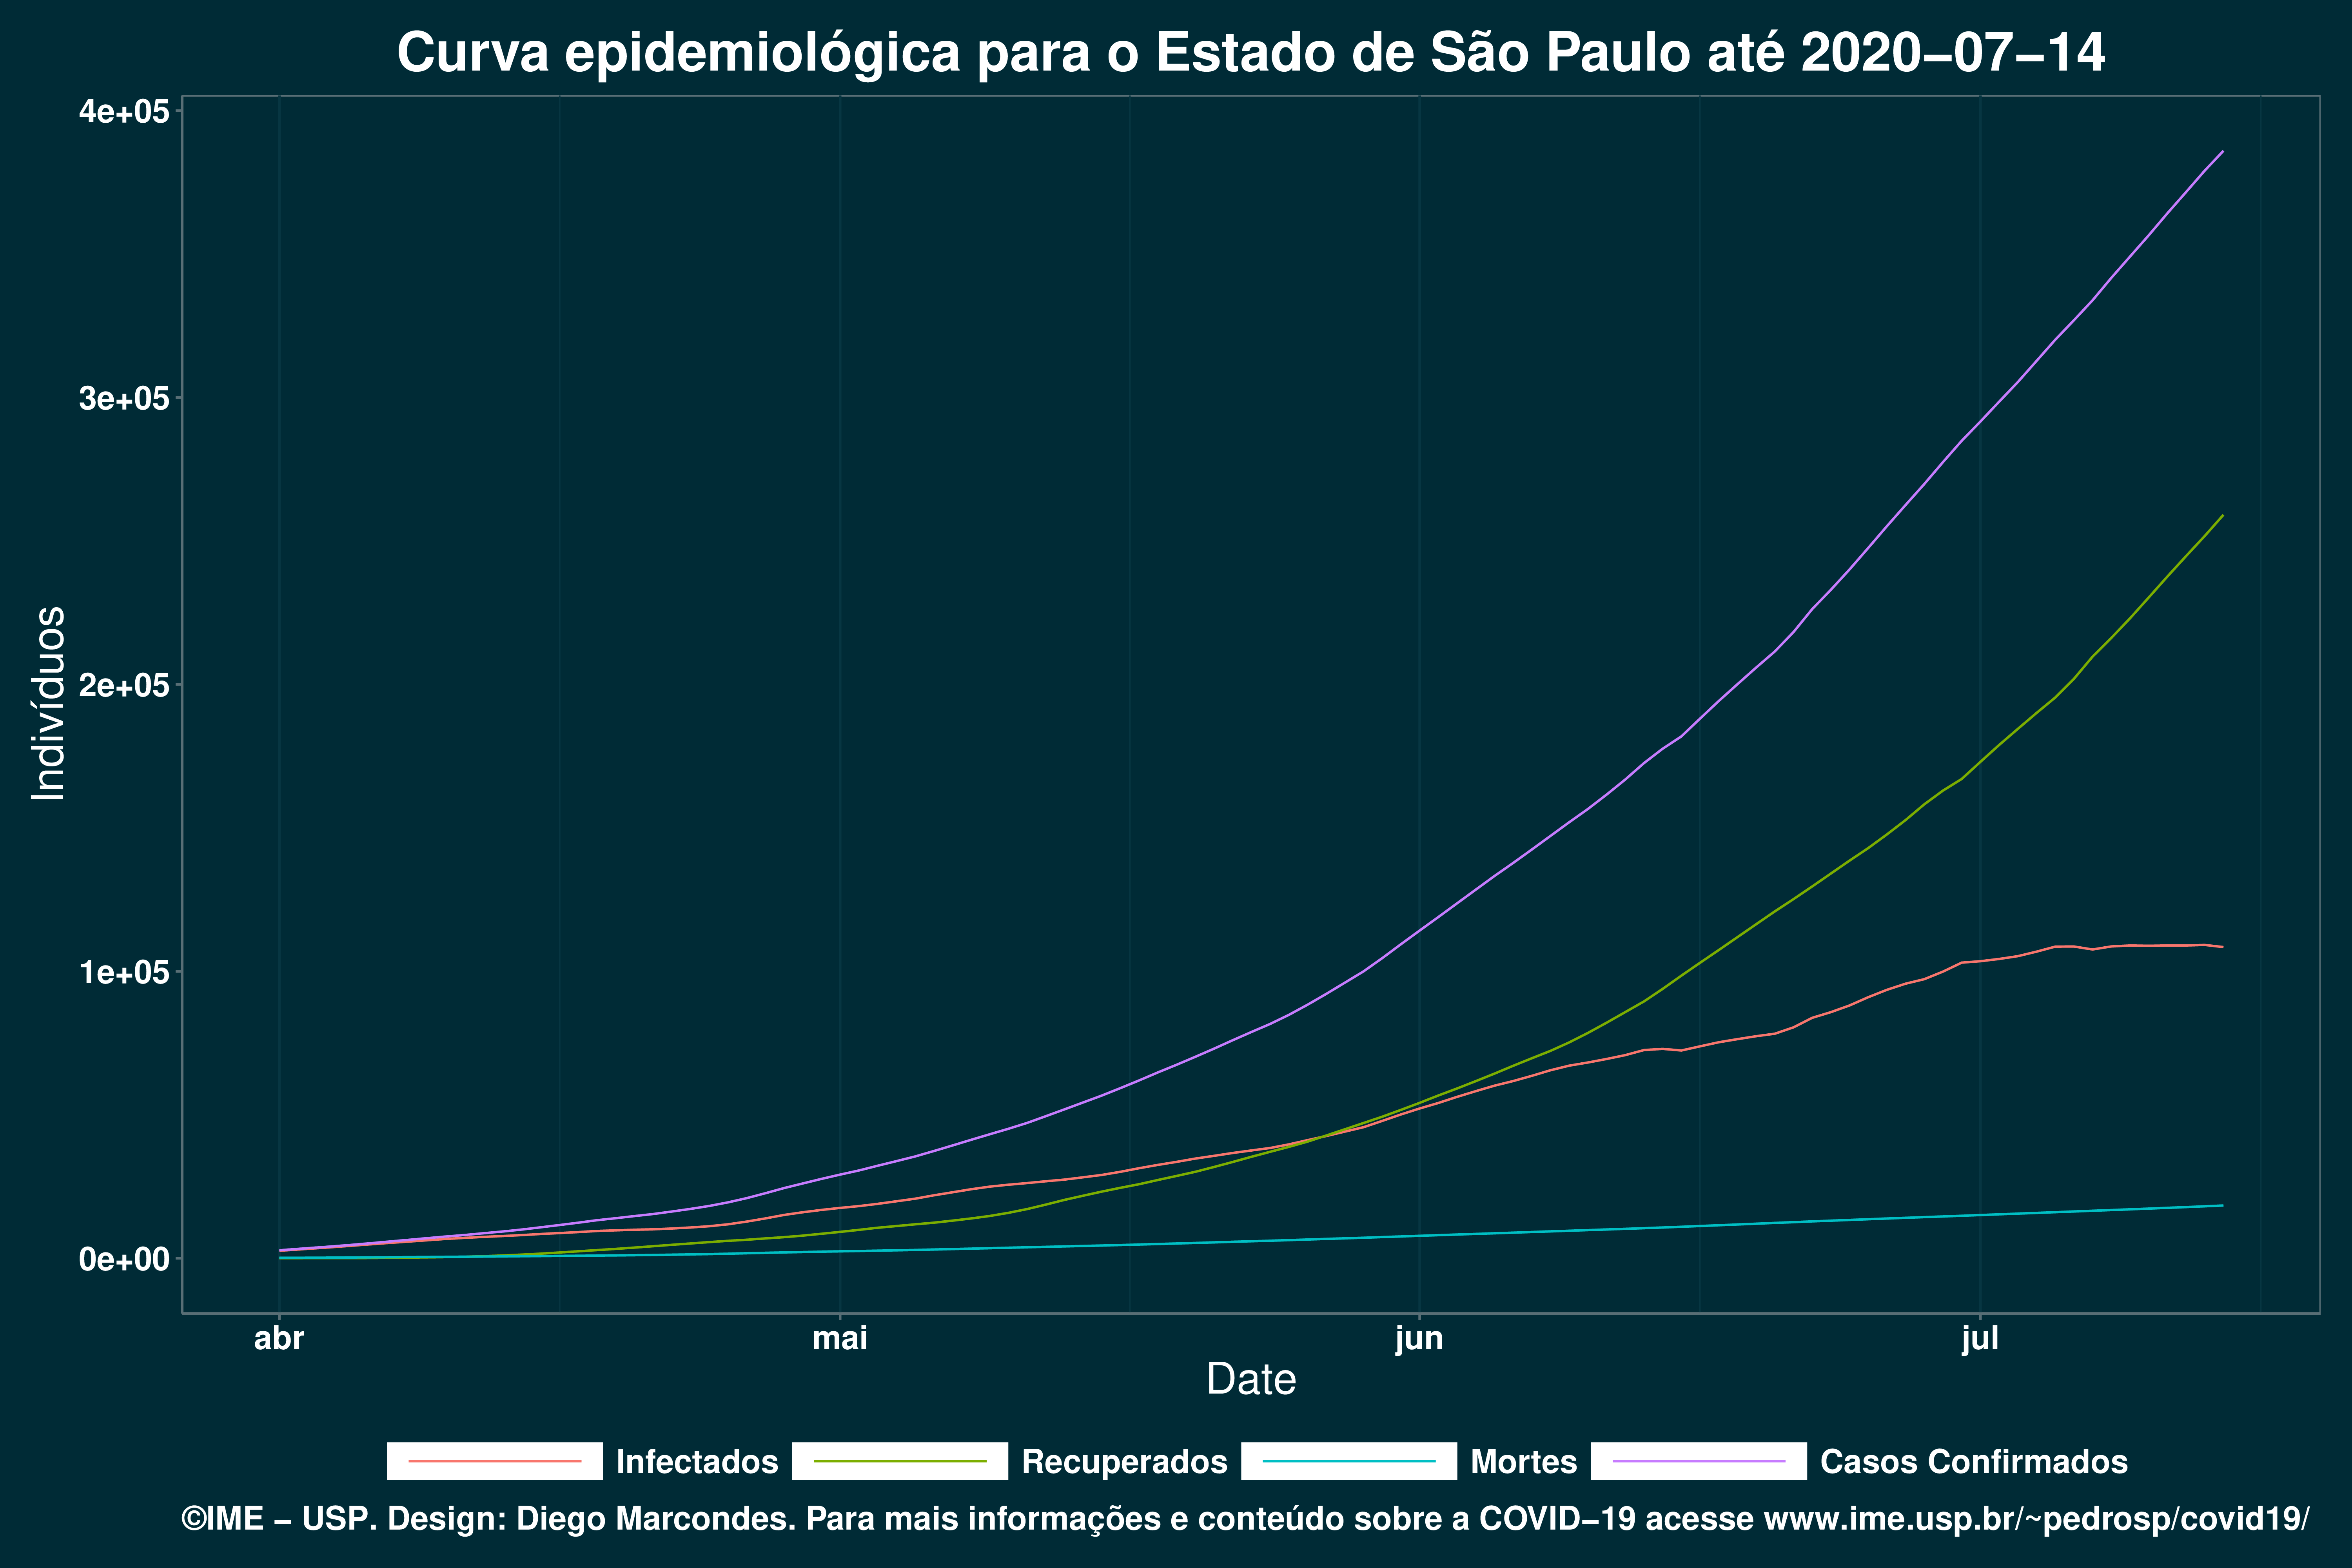 Curva epidemiológica para o Estado de São Paulo até 2020−07−14
4e+05
3e+05
2e+05
1e+05
0e+00
Indivíduos
abr mai jun jul
Date
Infectados Recuperados Mortes Casos Confirmados
©IME − USP. Design: Diego Marcondes. Para mais informações e conteúdo sobre a COVID−19 acesse www.ime.usp.br/~pedrosp/covid19/